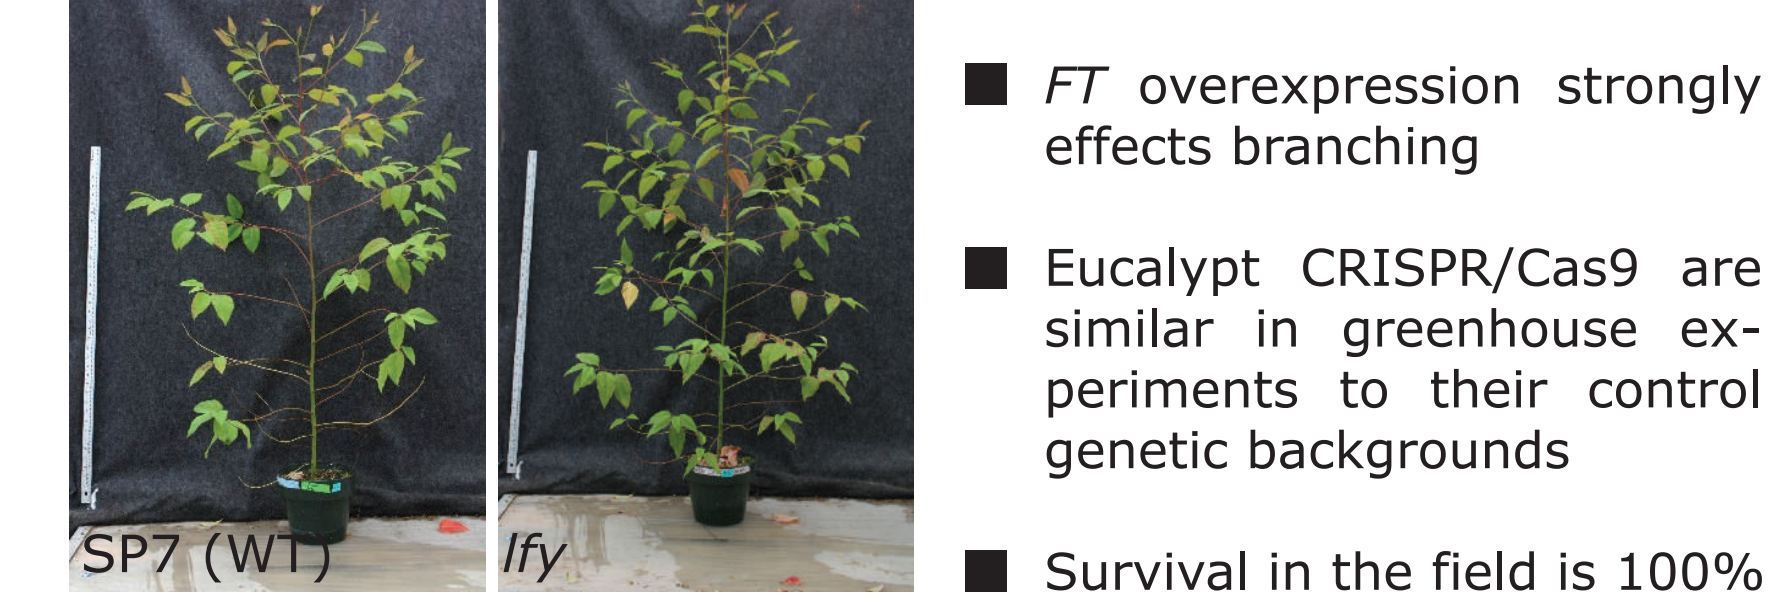 SP7 (WT)
lfy
FT overexpression strongly
effects branching
Eucalypt CRISPR/Cas9 are
similar in greenhouse ex-
periments to their control
genetic backgrounds
Survival in the field is 100%